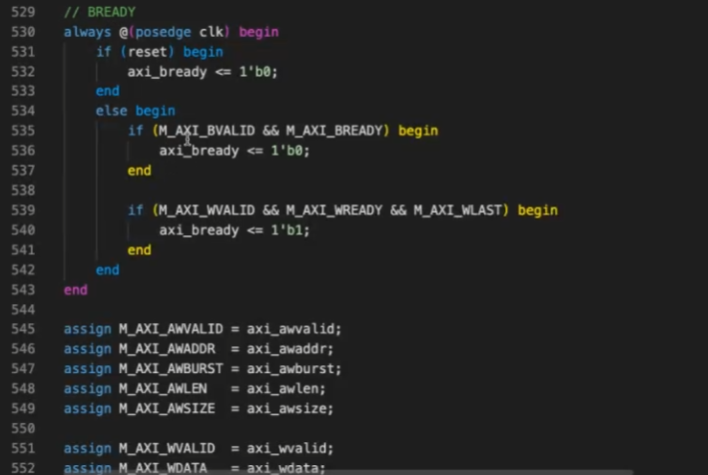 529 // BREADY
530 always @(posedge clk) begin
531 if (reset) begin
532 axi_bready <= 1'b0;
533 end
534 else begin
535 if (M_AXI_BVALID && M_AXI_BREADY) begin
536 axi_bready <= 1'b0;
537 end
538
539 if (M_AXI_WVALID && M_AXI_WREADY && M_AXI_WLAST) begin
540 axi_bready <= 1'b1;
541 end
542 end
543 end
544
545 assign M_AXI_AWVALID = axi_awvalid;
546 assign M_AXI_AWADDR = axi_awaddr;
547 assign M_AXI_AWBURST = axi_awburst;
548 assign M_AXI_AWLEN = axi_awlen;
549 assign M_AXI_AWSIZE = axi_awsize;
550
551 assign M_AXI_WVALID = axi_wvalid;
552 assign M_AXI_WDATA = axi_wdata;